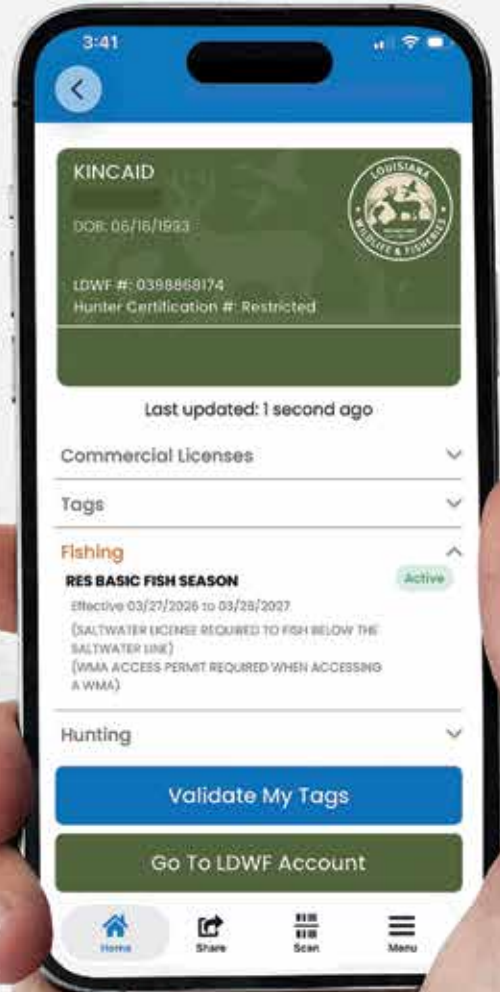 3:41
KINCAID
DOB: 06/16/1993
LOUISIANA
WILDLIFE & FISHERIES
LDWF #: 0398868174
Hunter Certification #: Restricted
Last updated: 1 second ago
Commercial Licenses
Tags
Fishing
RES BASIC FISH SEASON
Active
Effective 03/27/2026 to 03/28/2027
(SALTWATER LICENSE REQUIRED TO FISH BELOW THE
SALTWATER LINE)
(WMA ACCESS PERMIT REQUIRED WHEN ACCESSING
A WMA)
Hunting
Validate My Tags
Go To LDWF Account
Home
Share
Scan
Menu